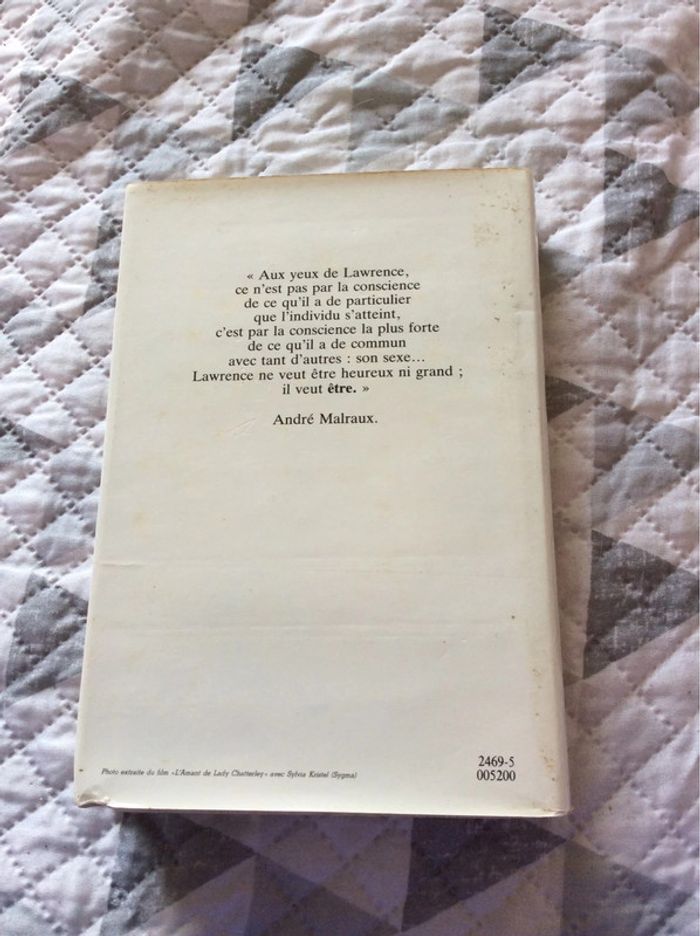 « Aux yeux de Lawrence,
ce n'est pas par la conscience
de ce qu'il a de particulier
que l'individu s'atteint,
c'est par la conscience la plus forte
de ce qu'il a de commun
avec tant d'autres : son sexe...
Lawrence ne veut être heureux ni grand ;
il veut être. »
André Malraux.
Photo extraite du film «L'Amant de Lady Chatterley» avec Sylvia Kristel (Sygma)
2469-5
005200